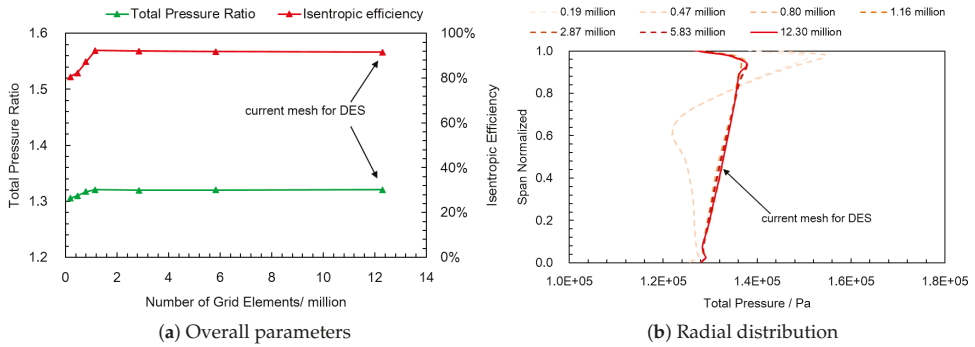 Total Pressure Ratio
Isentropic efficiency
1.6
1.5
1.4
1.3
1.2
100%
80%
60%
40%
20%
0%
Total Pressure Ratio
Isentropic Efficiency
current mesh for DES
0 2 4 6 8 10 12 14
Number of Grid Elements/ million
(a) Overall parameters
0.19 million 0.47 million 0.80 million 1.16 million
2.87 million 5.83 million 12.30 million
1.0
0.8
0.6
0.4
0.2
0.0
Span Normalized
current mesh for DES
1.0E+05 1.2E+05 1.4E+05 1.6E+05 1.8E+05
Total Pressure / Pa
(b) Radial distribution